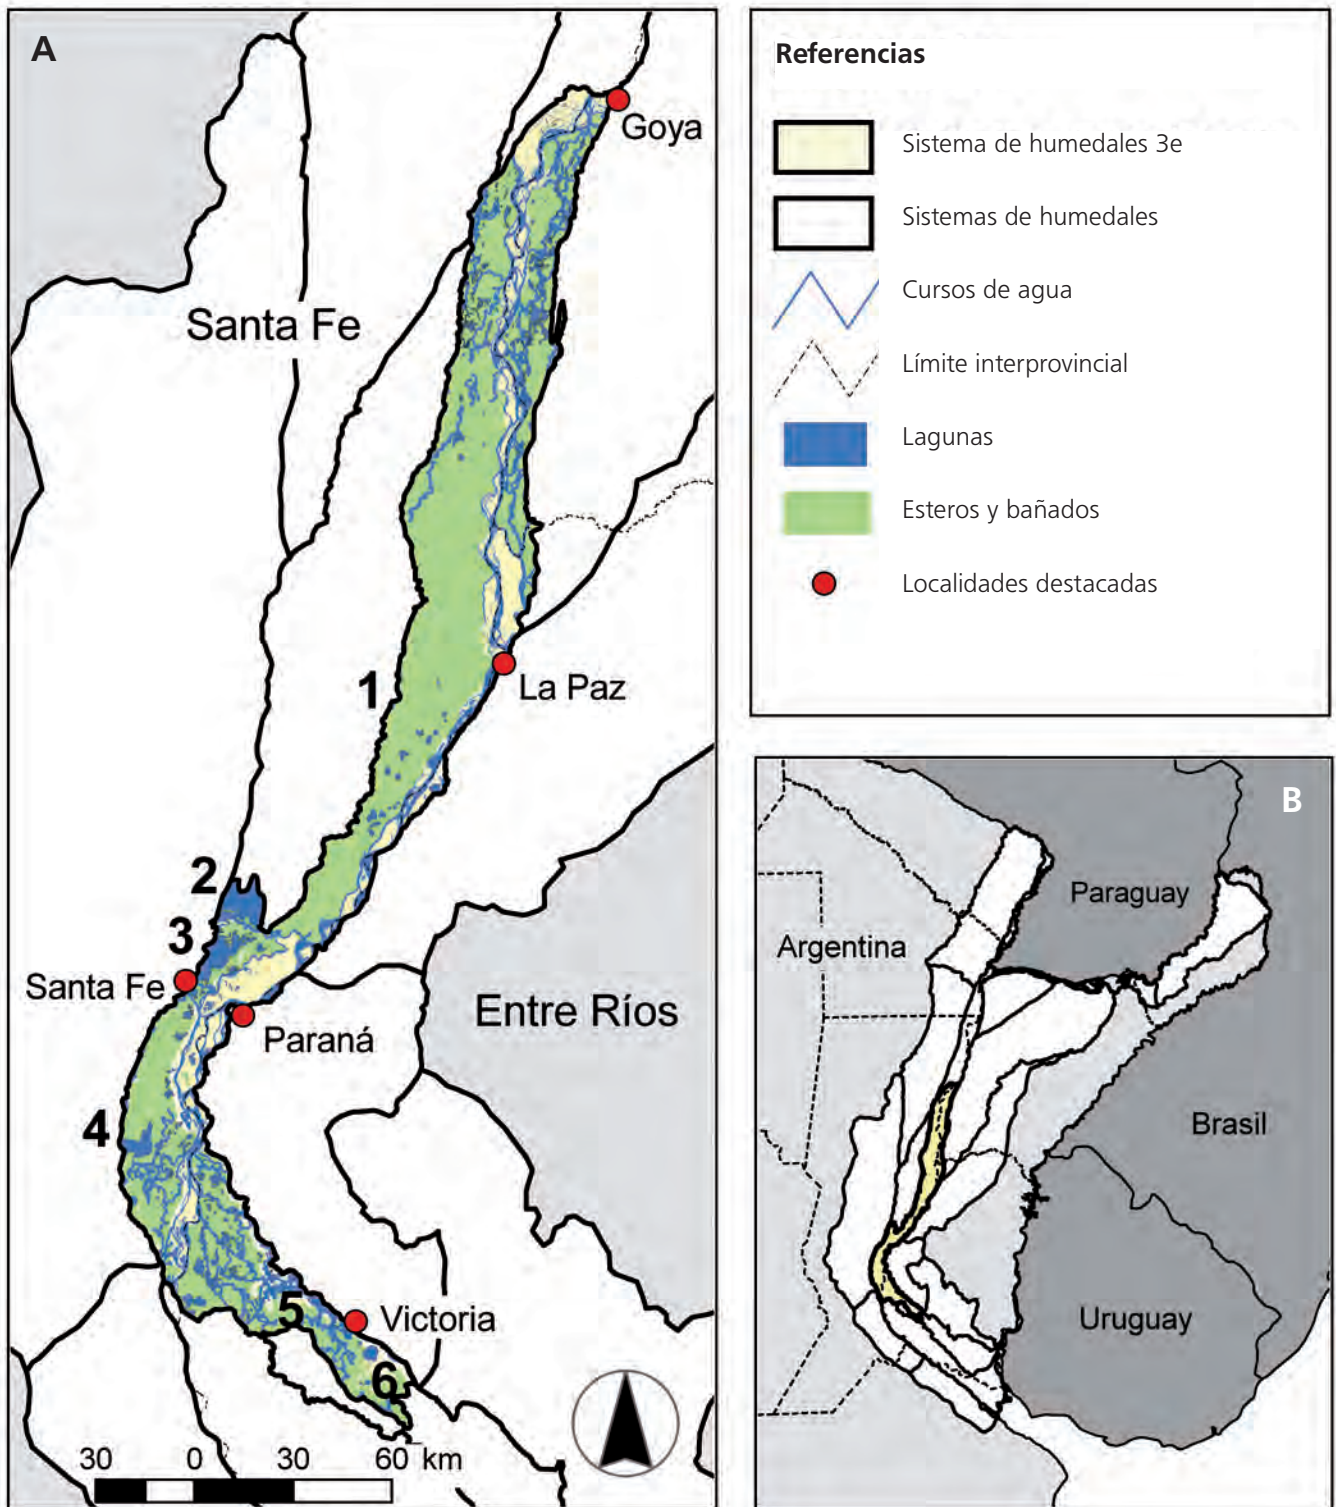 A
Goya
Santa Fe
1
La Paz
2
3
Santa Fe
Paraná
Entre Ríos
4
5
Victoria
6
30 0 30 60 km
Referencias
Sistema de humedales 3e
Sistemas de humedales
Cursos de agua
Límite interprovincial
Lagunas
Esteros y bañados
Localidades destacadas
B
Paraguay
Argentina
Brasil
Uruguay